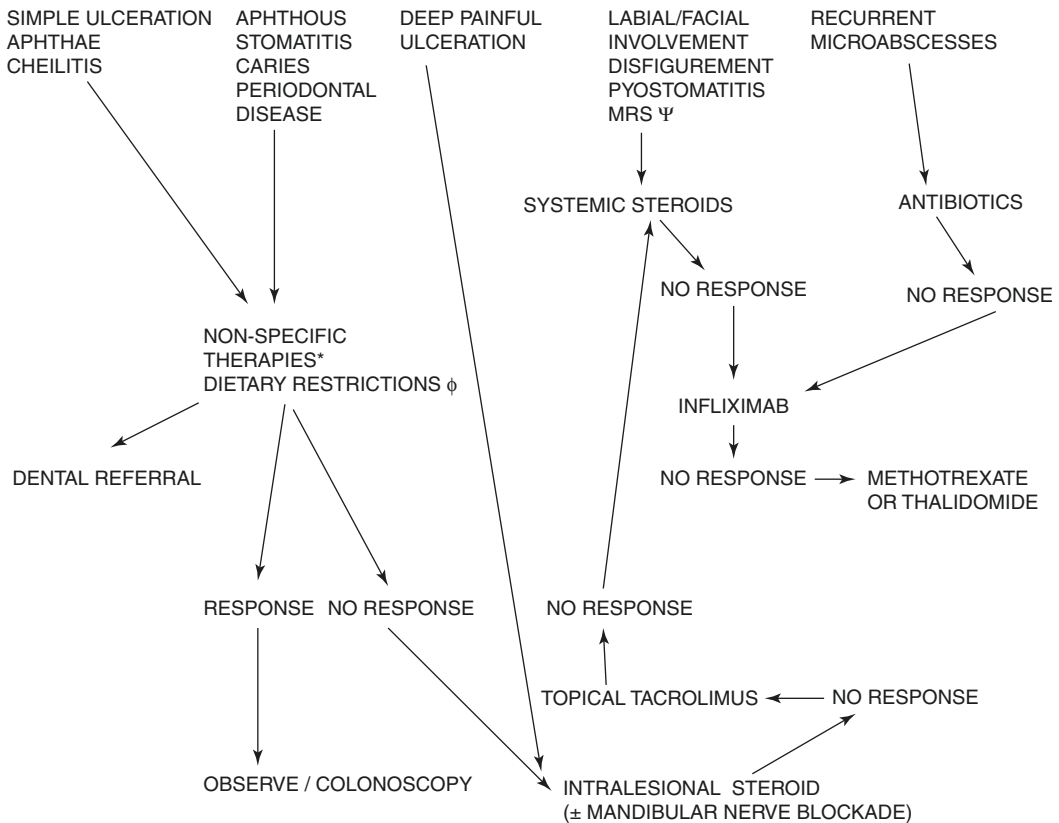 SIMPLE ULCERATION
APHTHAE
CHEILITIS
APHTHOUS
STOMATITIS
CARIES
PERIODONTAL
DISEASE
DEEP PAINFUL
ULCERATION
LABIAL/FACIAL
INVOLVEMENT
DISFIGUREMENT
PYOSTOMATITIS
MRS Ψ
RECURRENT
MICROABSCESSES
SYSTEMIC STEROIDS
ANTIBIOTICS
NO RESPONSE
NO RESPONSE
NON-SPECIFIC
THERAPIES*
DIETARY RESTRICTIONS ϕ
INFLIXIMAB
DENTAL REFERRAL
NO RESPONSE
METHOTREXATE
OR THALIDOMIDE
RESPONSE
NO RESPONSE
NO RESPONSE
TOPICAL TACROLIMUS
NO RESPONSE
OBSERVE / COLONOSCOPY
INTRALESIONAL STEROID
(± MANDIBULAR NERVE BLOCKADE)